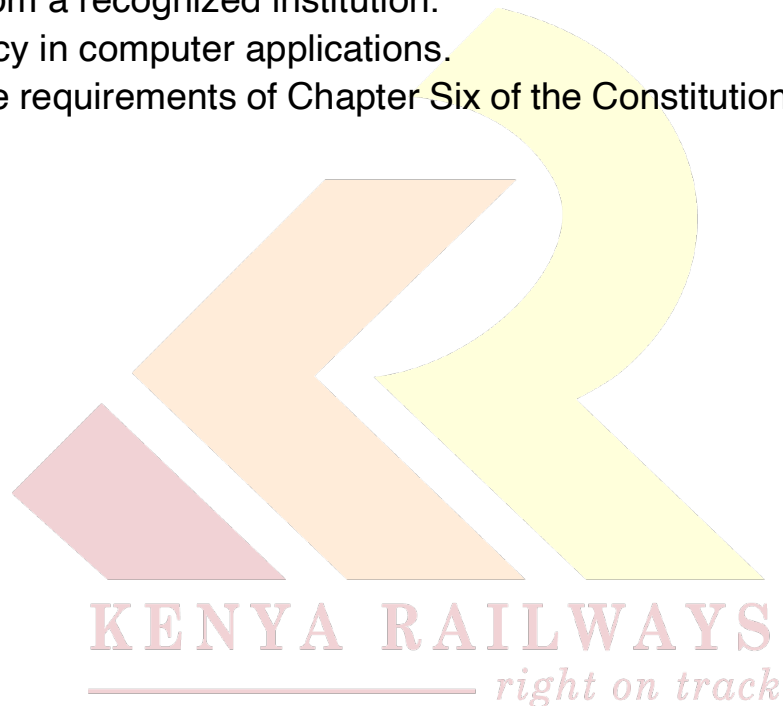 om a recognized institution.
cy in computer applications.
e requirements of Chapter Six of the Constitution
KENYA RAILWAYS
right on track